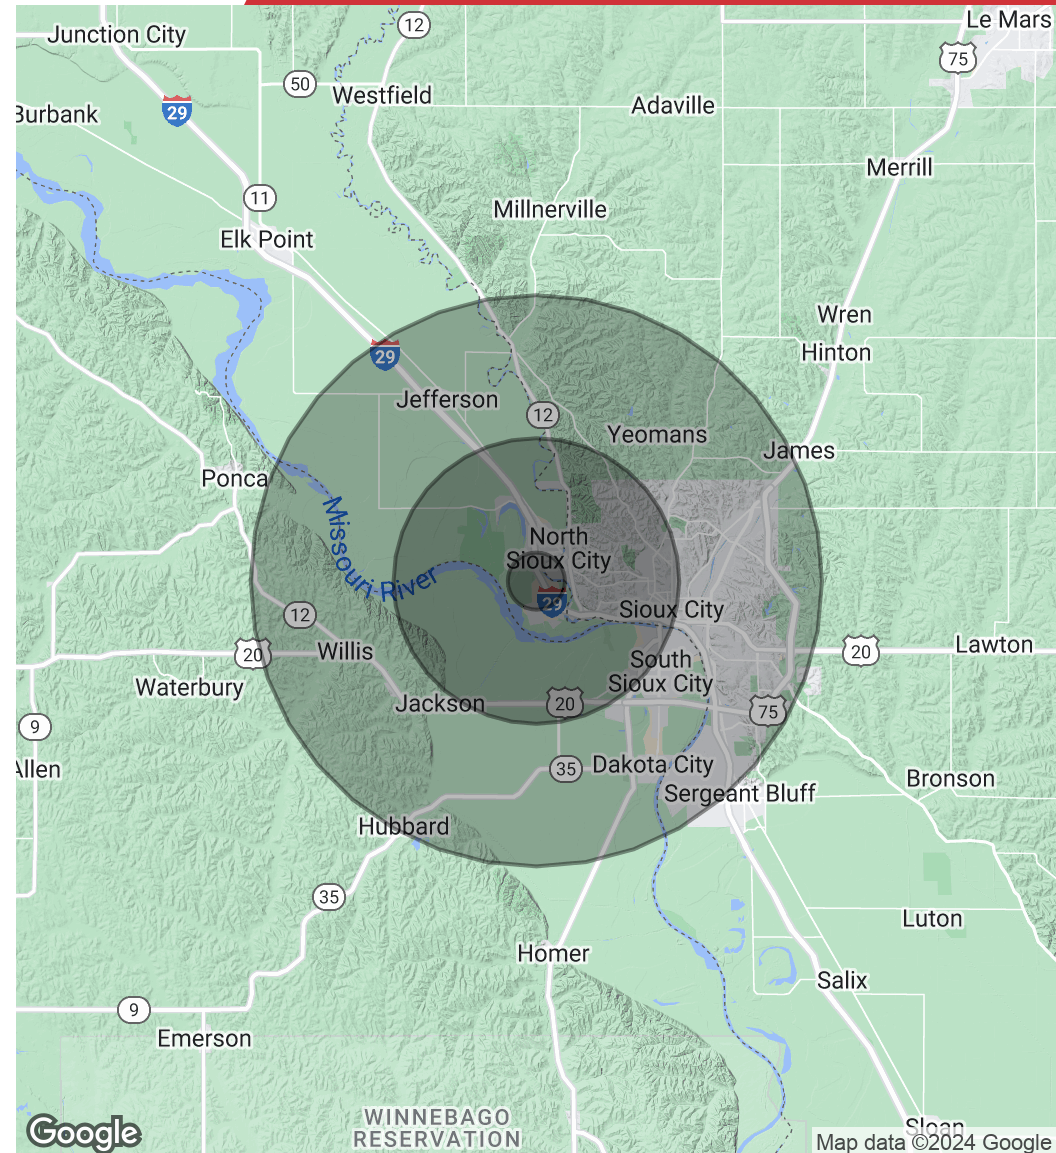 12
Le Mars
Junction City
75
50
Westfield
Adaville
Burbank
29
Merrill
11
Millnerville
Elk Point
Wren
29
Hinton
Jefferson
12
Yeomans
James
Ponca
Missouri River
North
Sioux City
29
Sioux City
12
Willis
20
20
Lawton
South
Sioux City
Waterbury
Jackson
20
75
9
35
Dakota City
Allen
Bronson
Sergeant Bluff
Hubbard
35
Luton
Homer
Salix
9
Emerson
WINNEBAGO
RESERVATION
Sloan
Google
Map data ©2024 Google